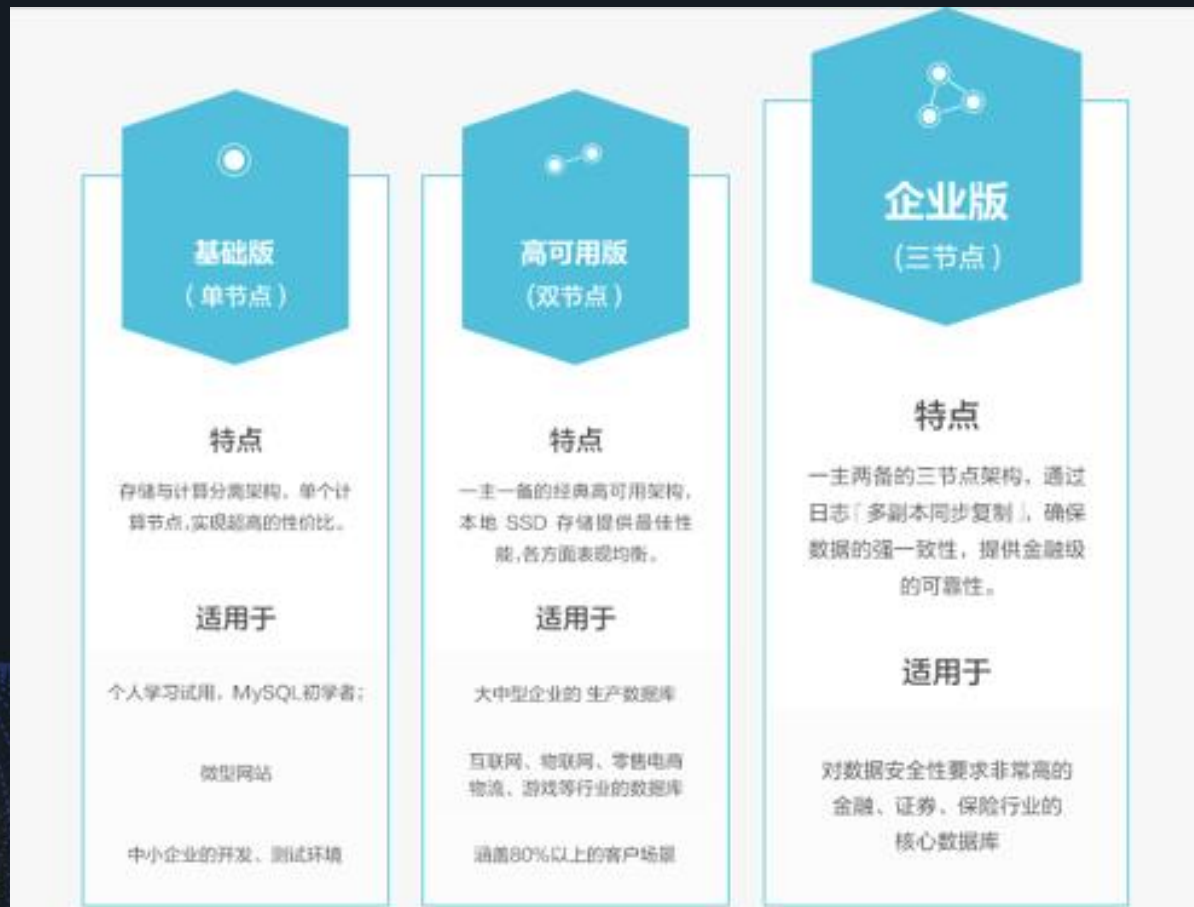 基础版
（单节点）
特点
存储与计算分离架构，单个计
算节点,实现超高的性价比。
适用于
个人学习试用，MySQL初学者；
微型网站
中小企业的开发、测试环境
高可用版
(双节点)
特点
一主一备的经典高可用架构，
本地 SSD 存储提供最佳性
能,各方面表现均衡。
适用于
大中型企业的 生产数据库
互联网、物联网、零售电商
物流、游戏等行业的数据库
涵盖80%以上的客户场景
企业版
(三节点)
特点
一主两备的三节点架构，通过
日志「多副本同步复制」，确保
数据的强一致性，提供金融级
的可靠性。
适用于
对数据安全性要求非常高的
金融、证券、保险行业的
核心数据库